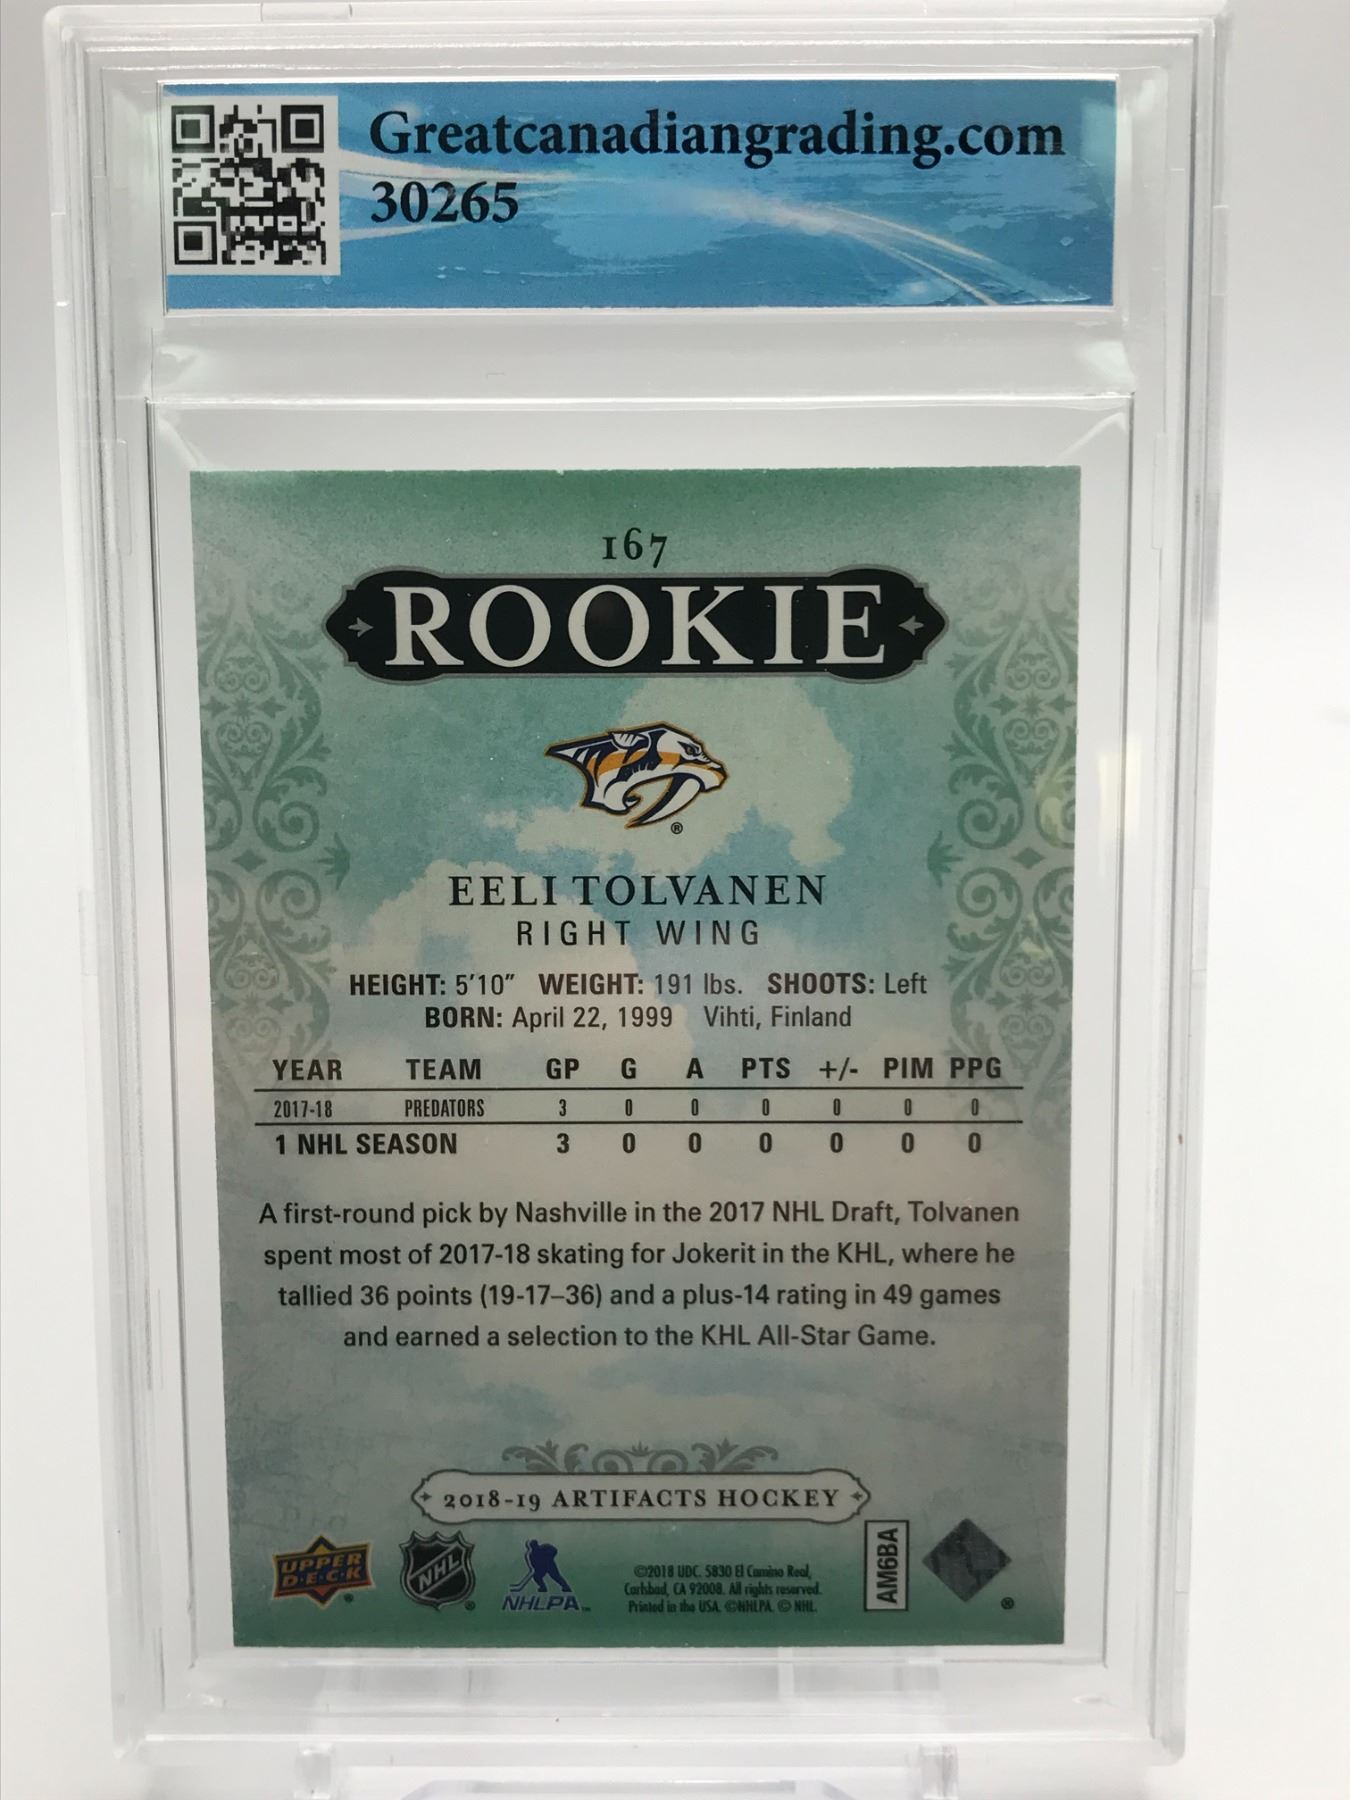 Greatcanadiangrading.com
30265
167
ROOKIE
®
EELI TOLVANEN
RIGHT WING
HEIGHT: 5'10" WEIGHT: 191 lbs. SHOOTS: Left
BORN: April 22, 1999 Vihti, Finland
YEAR TEAM GP G A PTS +/- PIM PPG
2017-18 PREDATORS 3 0 0 0 0 0 0
1 NHL SEASON 3 0 0 0 0 0 0
A first-round pick by Nashville in the 2017 NHL Draft, Tolvanen
spent most of 2017-18 skating for Jokerit in the KHL, where he
tallied 36 points (19-17–36) and a plus-14 rating in 49 games
and earned a selection to the KHL All-Star Game.
2018-19 ARTIFACTS HOCKEY
UPPER
DECK
®
NHL
®
NHLPA™
©2018 UDC. 5830 El Camino Real,
Carlsbad, CA 92008. All rights reserved.
Printed in the USA. ©NHLPA. © NHL.
AM6BA
®